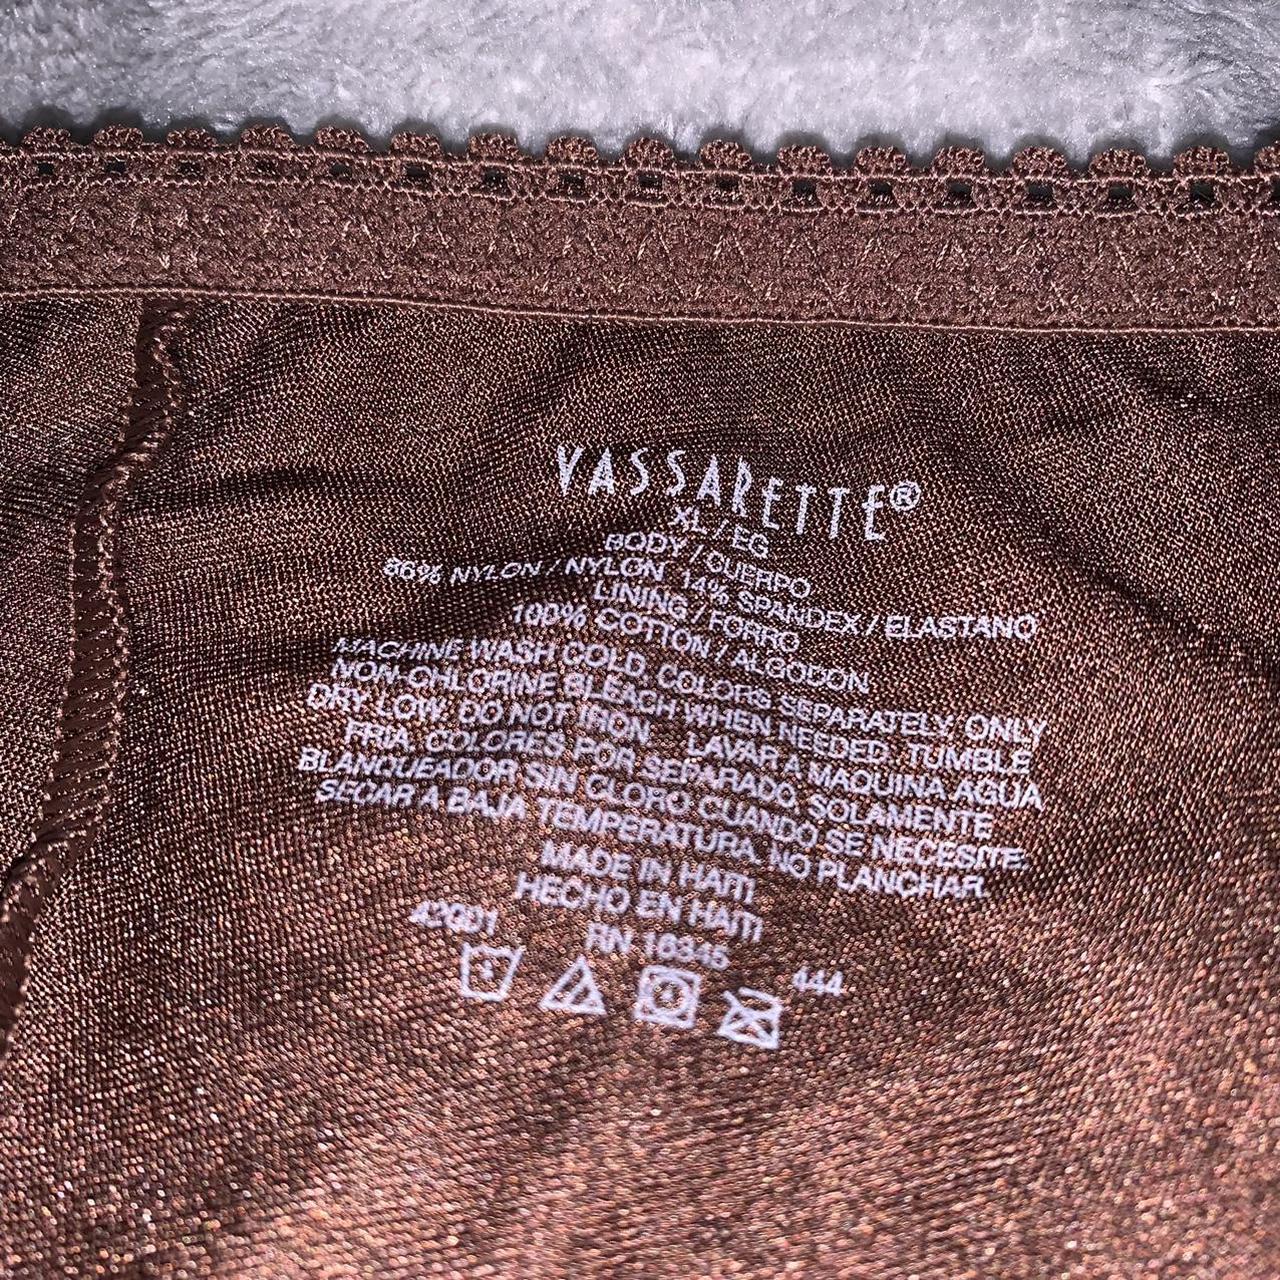 VASSARETTE®
XL / EG
BODY / CUERPO
86% NYLON / NYLON, 14% SPANDEX / ELASTANO
LINING / FORRO
100% COTTON / ALGODON
MACHINE WASH COLD, COLORS SEPARATELY, ONLY
NON-CHLORINE BLEACH WHEN NEEDED. TUMBLE
DRY LOW. DO NOT IRON. LAVAR A MAQUINA AGUA
FRIA, COLORES POR SEPARADO, SOLAMENTE
BLANQUEADOR SIN CLORO CUANDO SE NECESITE.
SECAR A BAJA TEMPERATURA. NO PLANCHAR.
MADE IN HAITI
HECHO EN HAITI
42001 RN 16345 444